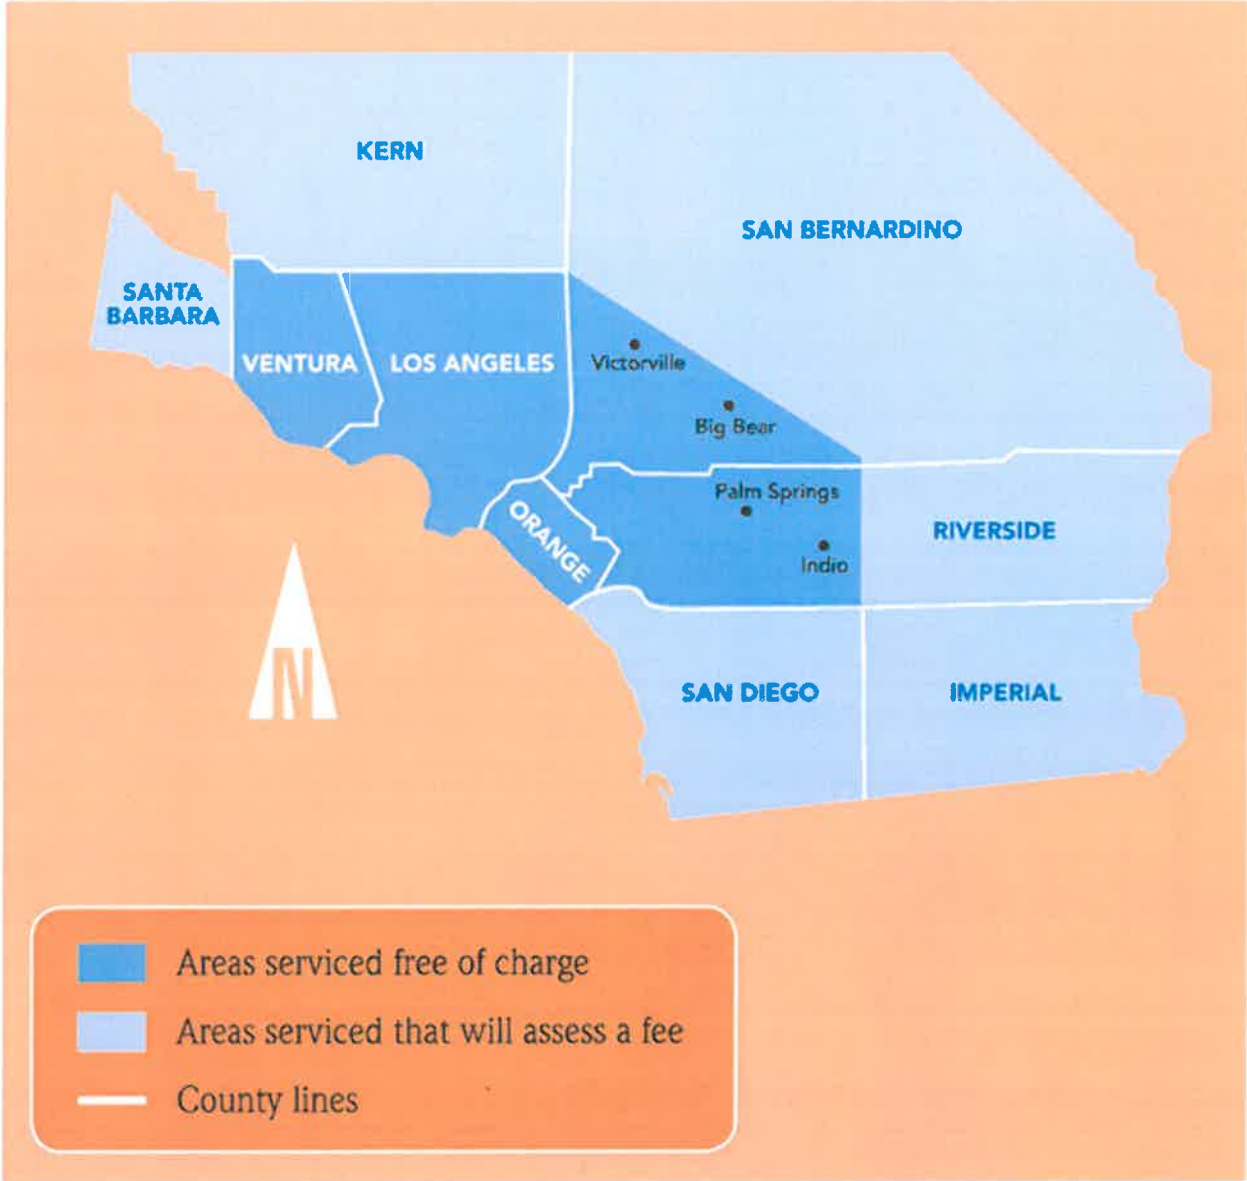 KERN
SAN BERNARDINO
SANTA
BARBARA
VENTURA
LOS ANGELES
Victorville
Big Bear
Palm Springs
ORANGE
RIVERSIDE
Indio
N
SAN DIEGO
IMPERIAL
Areas serviced free of charge
Areas serviced that will assess a fee
County lines